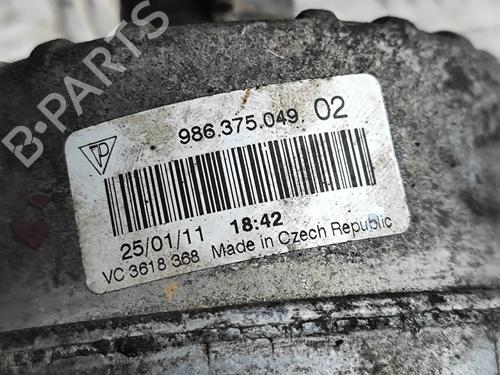 B-PARTS
986.375.049 02
25/01/11 18:42
VC 3618 368 Made in Czech Republic